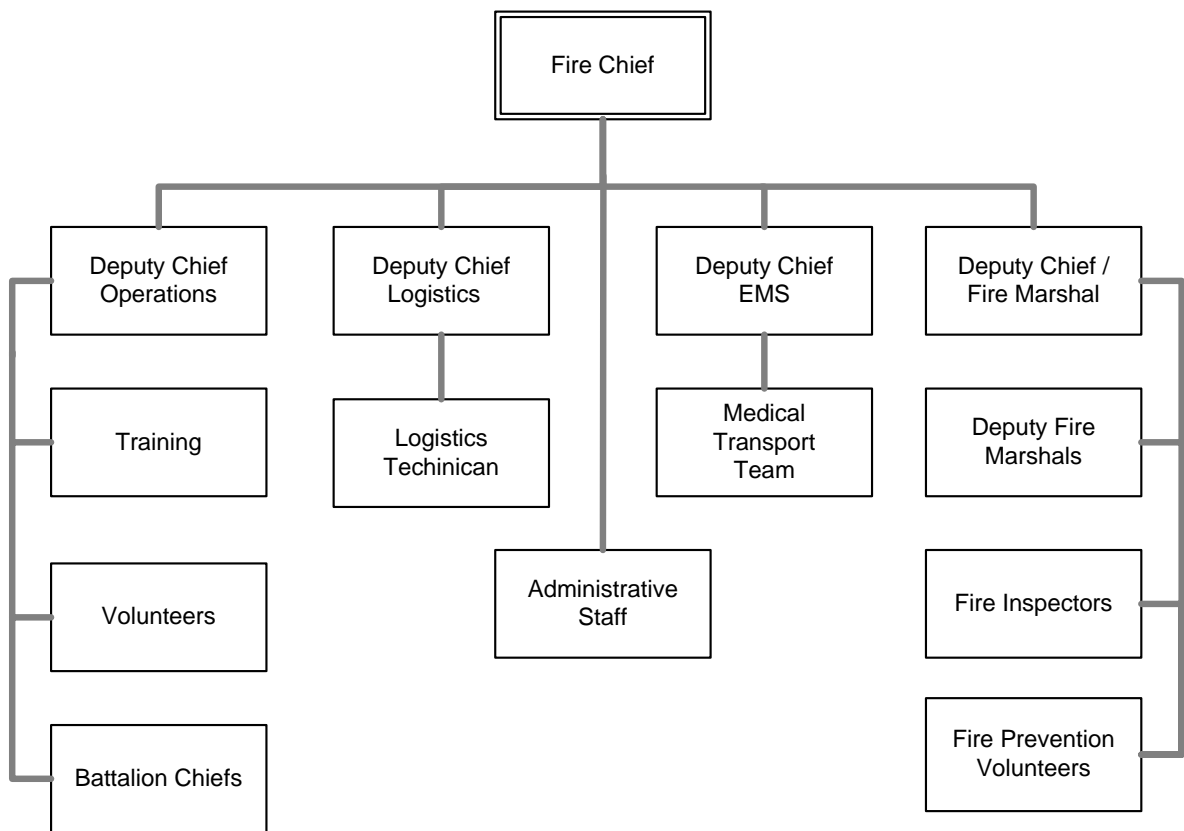 Fire Chief
Deputy Chief
Operations
Deputy Chief
Logistics
Deputy Chief
EMS
Deputy Chief /
Fire Marshal
Training
Logistics
Techinican
Medical
Transport
Team
Deputy Fire
Marshals
Volunteers
Administrative
Staff
Fire Inspectors
Battalion Chiefs
Fire Prevention
Volunteers